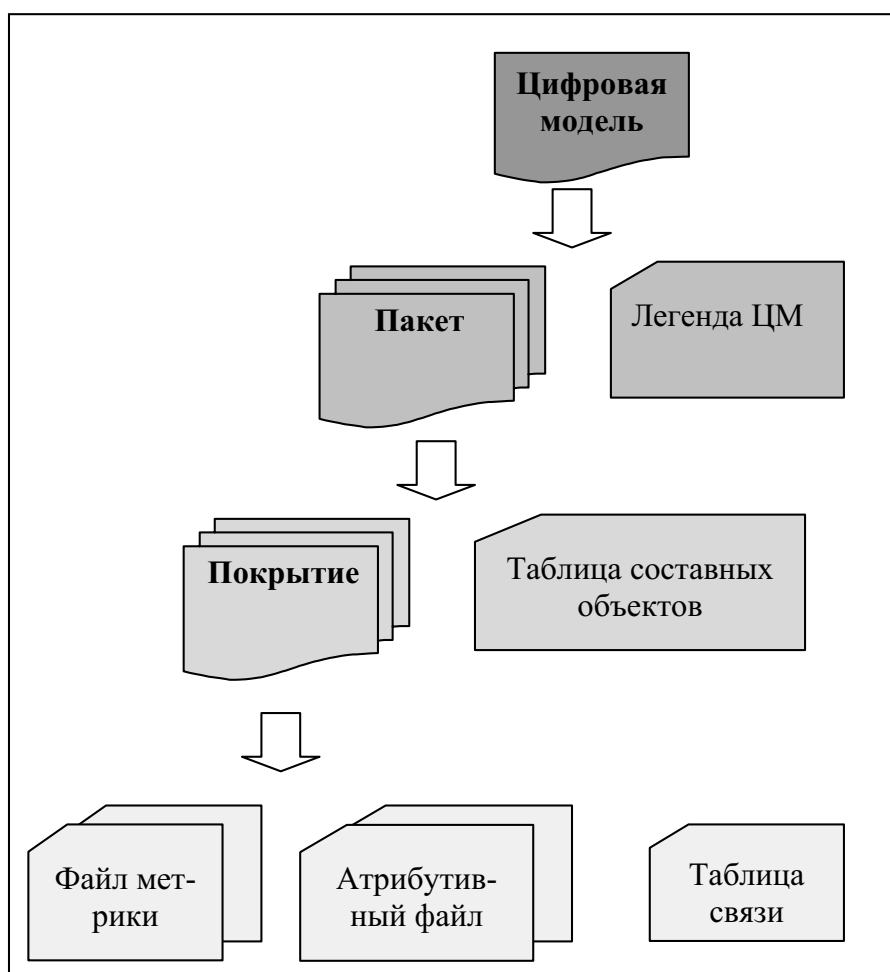 Цифровая
модель
Пакет
Легенда ЦМ
Покрытие
Таблица составных
объектов
Файл мет-
рики
Атрибутив-
ный файл
Таблица
связи